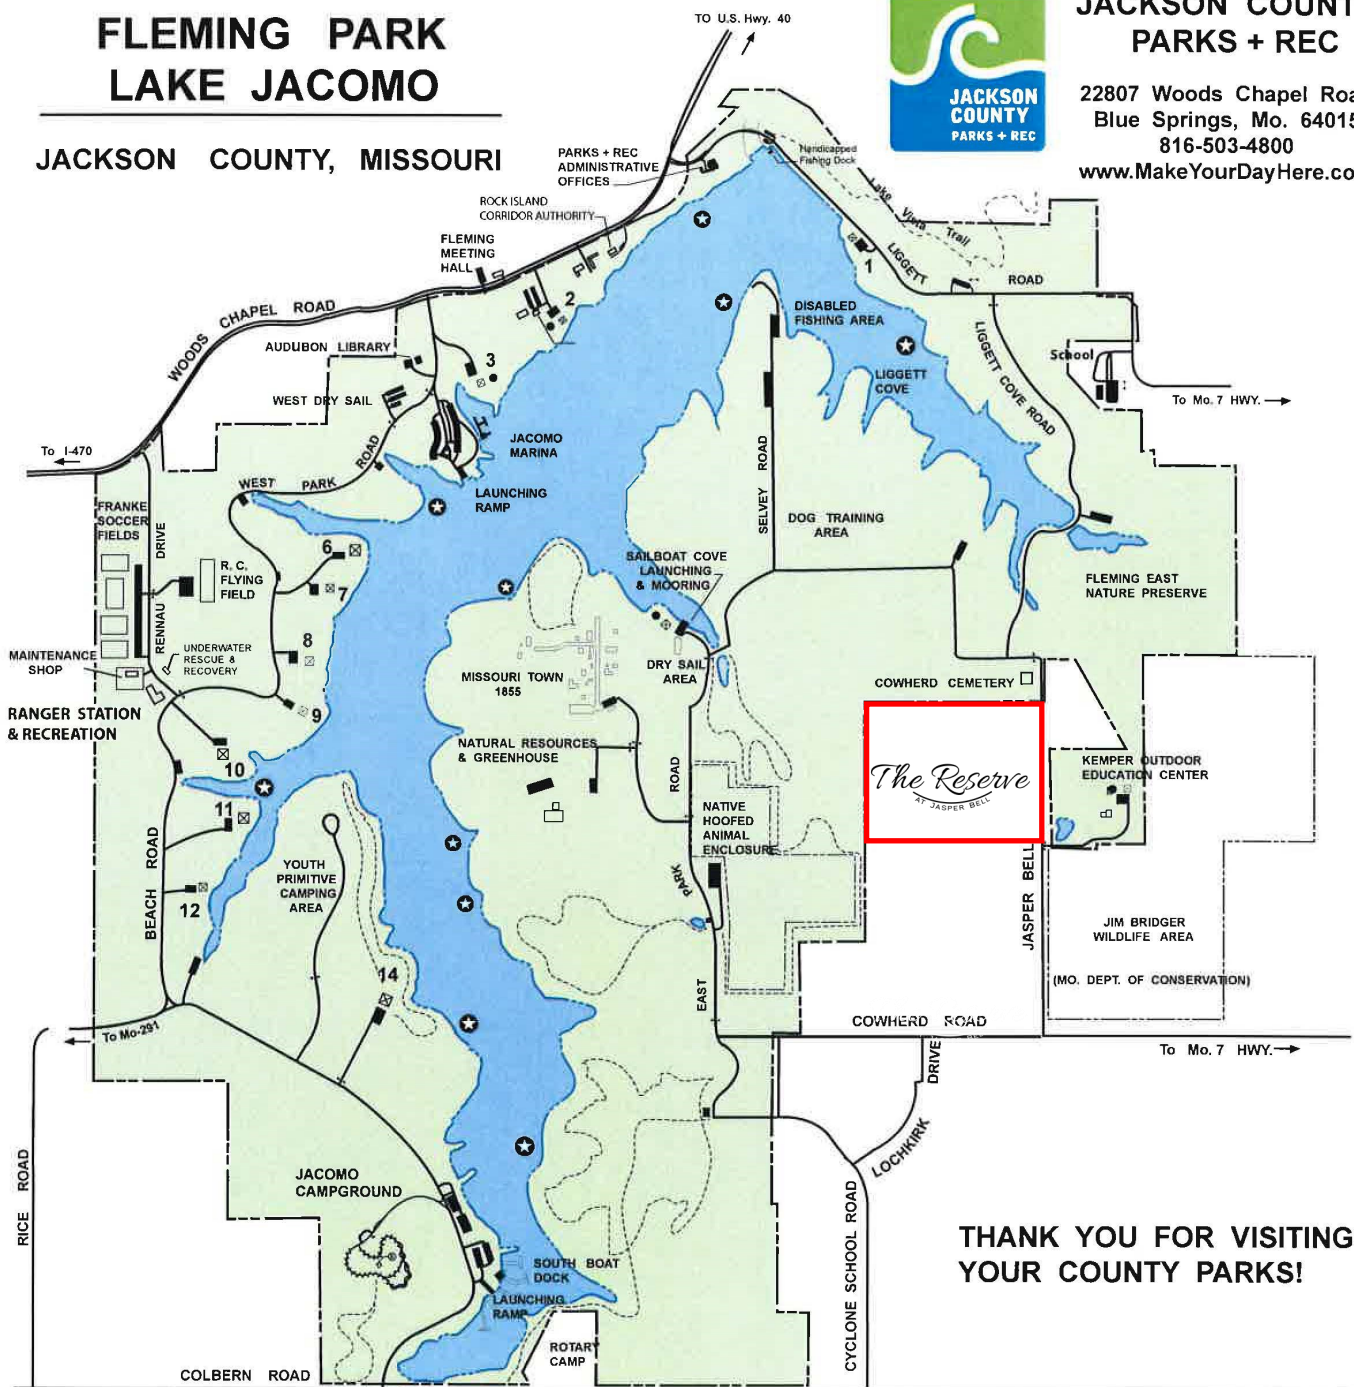 FLEMING PARK
LAKE JACOMO
JACKSON COUNTY, MISSOURI
TO U.S. Hwy. 40
JACKSON
COUNTY
PARKS + REC
JACKSON COUNT
PARKS + REC
22807 Woods Chapel Roa
Blue Springs, Mo. 64015
816-503-4800
www.MakeYourDayHere.co
PARKS + REC
ADMINISTRATIVE
OFFICES
Handicapped
Fishing Dock
Lake Vista Trail
ROCK ISLAND
CORRIDOR AUTHORITY
FLEMING
MEETING
HALL
1
LIGGETT ROAD
2
DISABLED
FISHING AREA
WOODS CHAPEL ROAD
AUDUBON LIBRARY
3
LIGGETT
COVE
LIGGETT COVE ROAD
School
To Mo. 7 HWY.
WEST DRY SAIL
JACOMO
MARINA
To I-470
WEST PARK ROAD
LAUNCHING
RAMP
SELVEY ROAD
DOG TRAINING
AREA
FRANKE
SOCCER
FIELDS
RENNAU DRIVE
R. C.
FLYING
FIELD
6
7
SAILBOAT COVE
LAUNCHING
& MOORING
FLEMING EAST
NATURE PRESERVE
MAINTENANCE
SHOP
UNDERWATER
RESCUE &
RECOVERY
8
MISSOURI TOWN
1855
DRY SAIL
AREA
COWHERD CEMETERY
RANGER STATION
& RECREATION
9
NATURAL RESOURCES
& GREENHOUSE
10
The Reserve
AT JASPER BELL
KEMPER OUTDOOR
EDUCATION CENTER
11
NATIVE
HOOFED
ANIMAL
ENCLOSURE
YOUTH
PRIMITIVE
CAMPING
AREA
BEACH ROAD
12
EAST PARK ROAD
JASPER BELL
JIM BRIDGER
WILDLIFE AREA
(MO. DEPT. OF CONSERVATION)
14
To Mo-291
COWHERD ROAD
To Mo. 7 HWY.
LOCHKIRK DRIVE
RICE ROAD
JACOMO
CAMPGROUND
CYCLONE SCHOOL ROAD
SOUTH BOAT
DOCK
LAUNCHING
RAMP
ROTARY
CAMP
COLBERN ROAD
THANK YOU FOR VISITING
YOUR COUNTY PARKS!